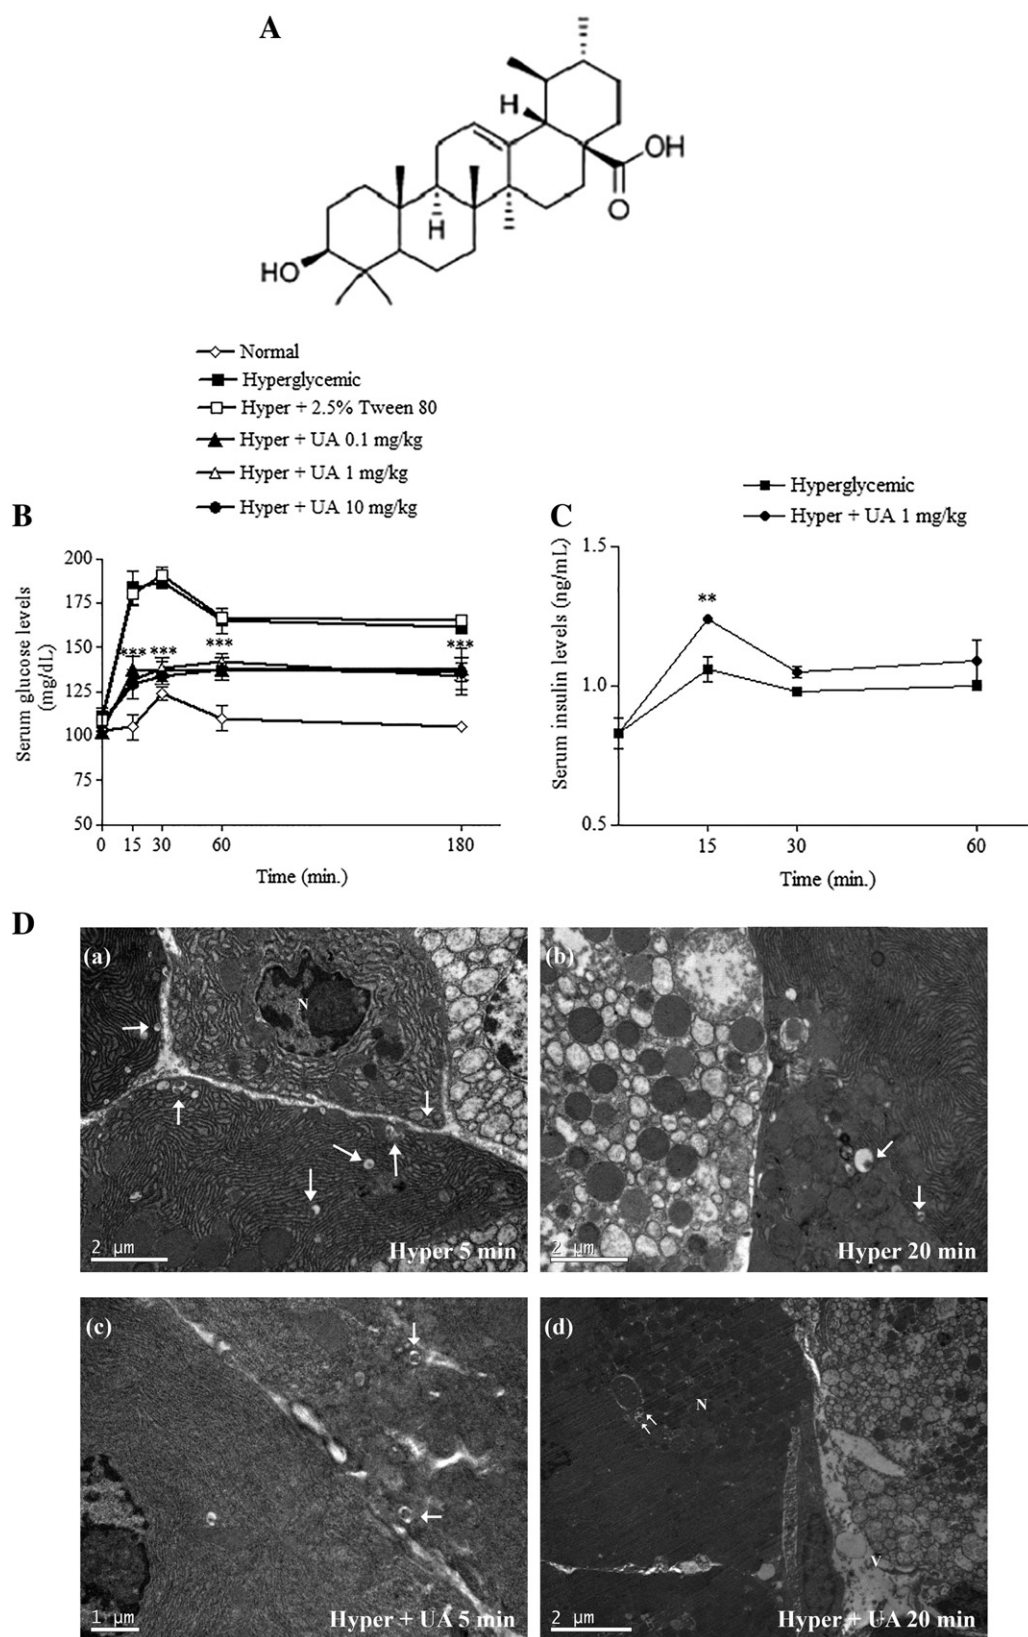 A
H
OH
O
H
HO
Normal
Hyperglycemic
Hyper + 2.5% Tween 80
Hyper + UA 0.1 mg/kg
Hyper + UA 1 mg/kg
Hyper + UA 10 mg/kg
B
Serum glucose levels
(mg/dL)
200
175
150
125
100
75
50
*** *** *** ***
0 15 30 60 180
Time (min.)
Hyperglycemic
Hyper + UA 1 mg/kg
C
Serum insulin levels (ng/mL)
1.5
1.0
0.5
**
15 30 60
Time (min.)
D
(a)
N
2 µm
Hyper 5 min
(b)
2 µm
Hyper 20 min
(c)
1 µm
Hyper + UA 5 min
(d)
N
V
2 µm
Hyper + UA 20 min